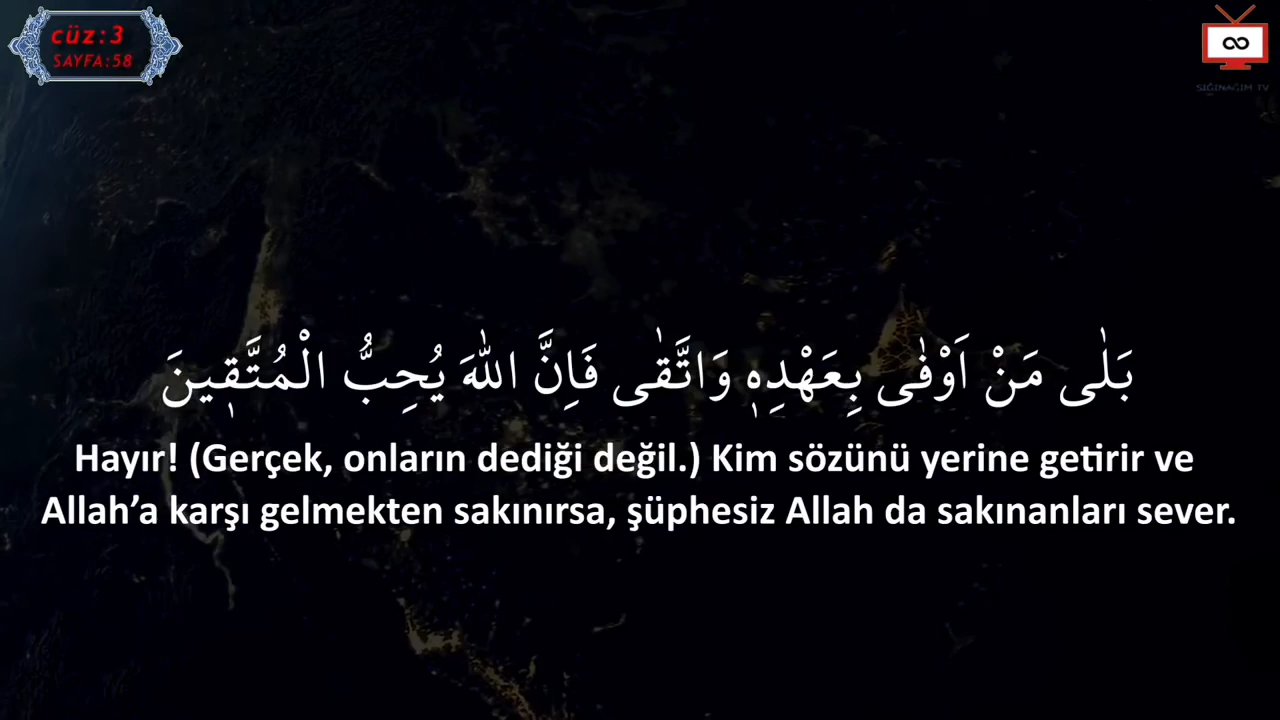 cüz:3
SAYFA:58
SIĞINAĞIM TV
بَلٰى مَنْ اَوْفٰى بِعَهْدِه۪ وَاتَّقٰى فَاِنَّ اللّٰهَ يُحِبُّ الْمُتَّق۪ينَ
Hayır! (Gerçek, onların dediği değil.) Kim sözünü yerine getirir ve
Allah’a karşı gelmekten sakınırsa, şüphesiz Allah da sakınanları sever.